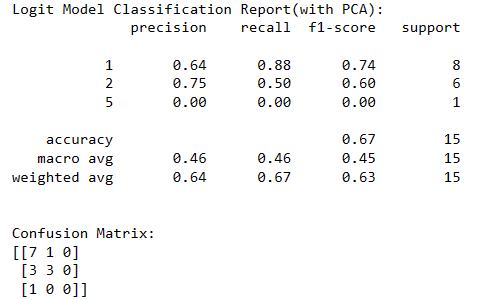 Logit Model Classification Report(with PCA):
precision recall f1-score support
1 0.64 0.88 0.74 8
2 0.75 0.50 0.60 6
5 0.00 0.00 0.00 1
accuracy 0.67 15
macro avg 0.46 0.46 0.45 15
weighted avg 0.64 0.67 0.63 15
Confusion Matrix:
[[7 1 0]
[3 3 0]
[1 0 0]]